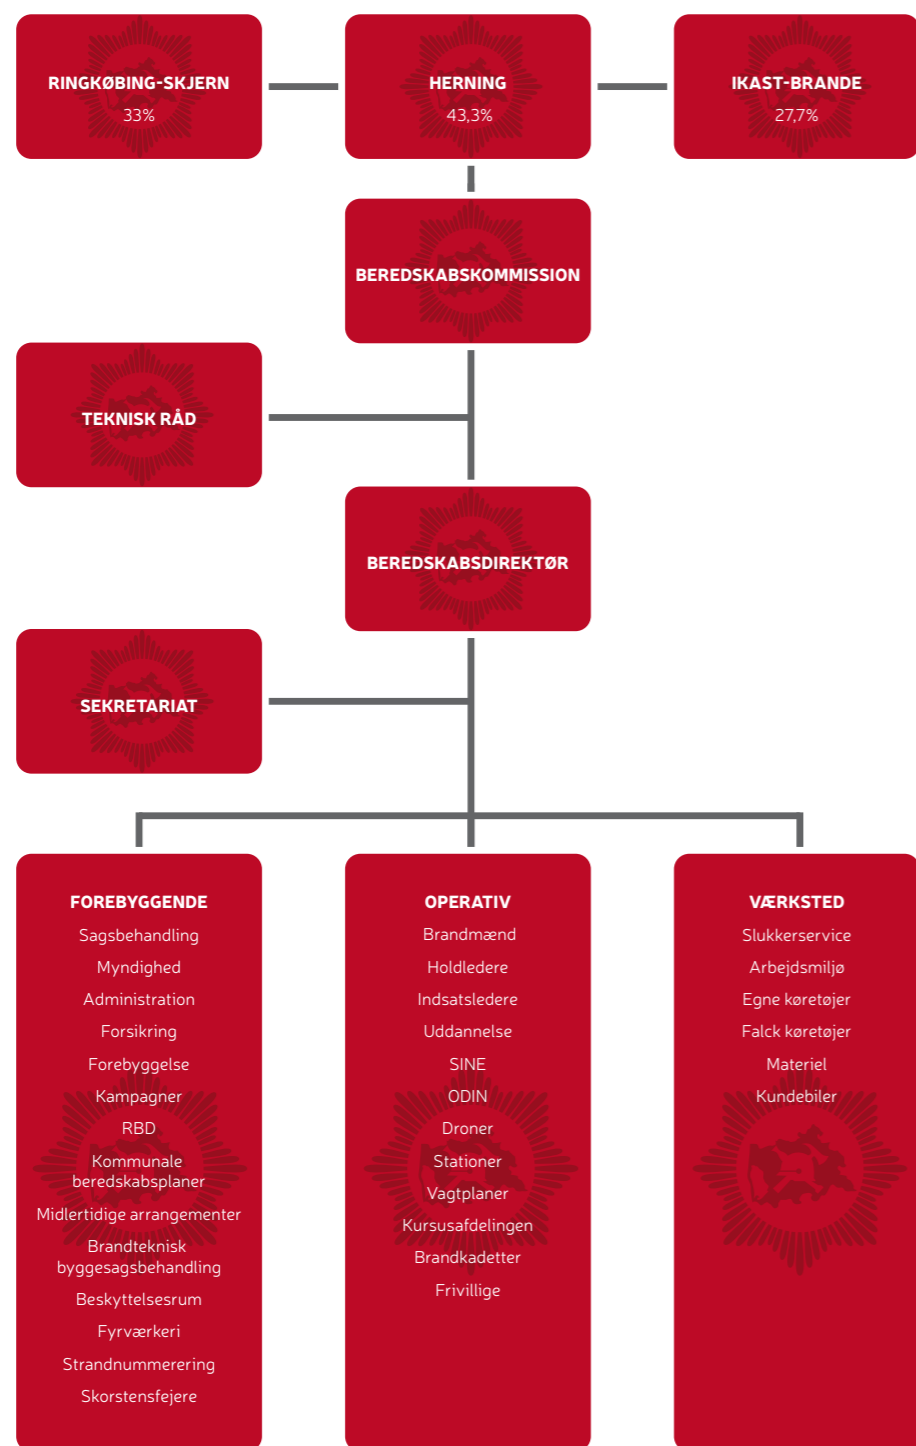 RINGKØBING-SKJERN
33%
HERNING
43,3%
IKAST-BRANDE
27,7%
BEREDSKABSKOMMISSION
TEKNISK RÅD
BEREDSKABSDIREKTØR
SEKRETARIAT
FOREBYGGENDE
Sagsbehandling
Myndighed
Administration
Forsikring
Forebyggelse
Kampagner
RBD
Kommunale
beredskabsplaner
Midlertidige arrangementer
Brandteknisk
byggesagsbehandling
Beskyttelsesrum
Fyrværkeri
Strandnummerering
Skorstensfejere
OPERATIV
Brandmænd
Holdledere
Indsatsledere
Uddannelse
SINE
ODIN
Droner
Stationer
Vagtplaner
Kursusafdelingen
Brandkadetter
Frivillige
VÆRKSTED
Slukkerservice
Arbejdsmiljø
Egne køretøjer
Falck køretøjer
Materiel
Kundebiler